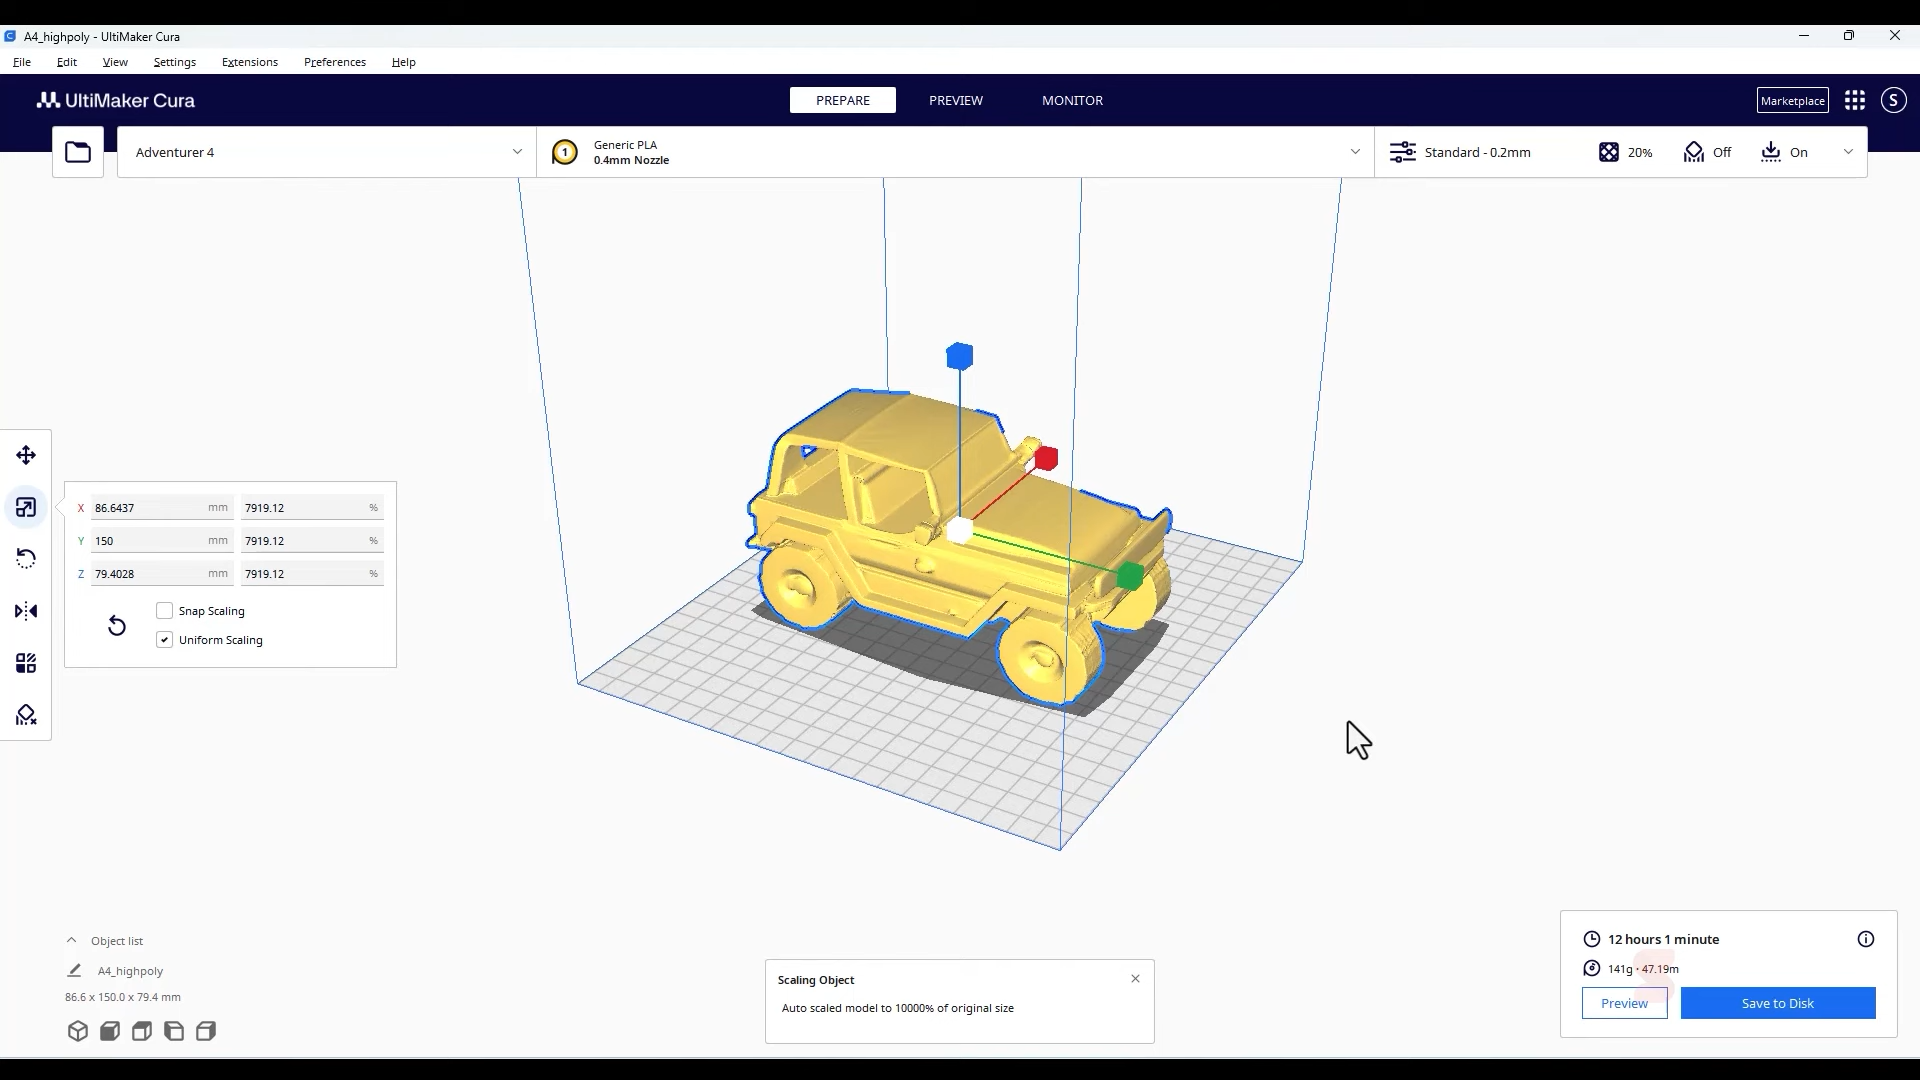 A4_highpoly - UltiMaker Cura
File Edit View Settings Extensions Preferences Help
UltiMaker Cura
PREPARE PREVIEW MONITOR
Marketplace
S
Adventurer 4
1
Generic PLA
0.4mm Nozzle
Standard - 0.2mm
20%
Off
On
X 86.6437 mm 7919.12 %
Y 150 mm 7919.12 %
Z 79.4028 mm 7919.12 %
Snap Scaling
Uniform Scaling
Object list
A4_highpoly
86.6 x 150.0 x 79.4 mm
Scaling Object
Auto scaled model to 10000% of original size
12 hours 1 minute
141g · 47.19m
Preview
Save to Disk